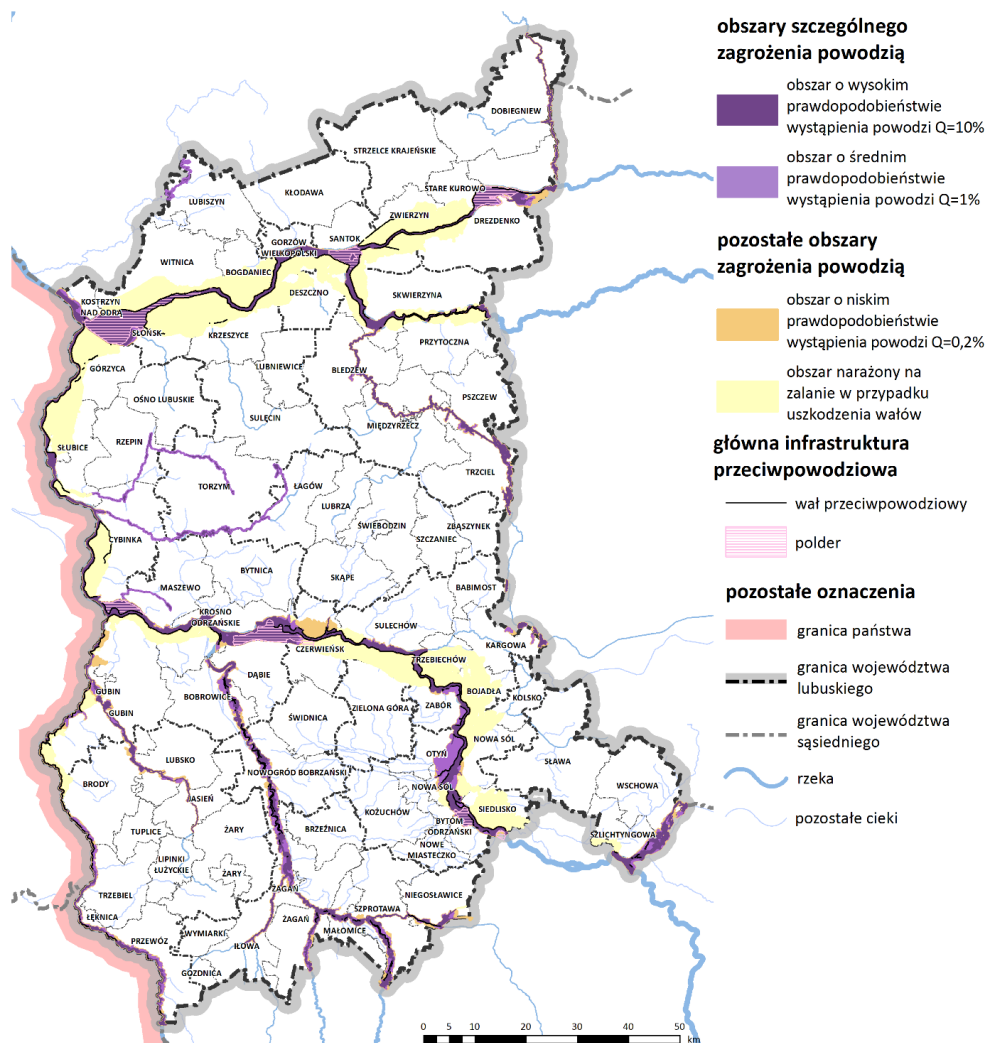 obszary szczególnego
zagrożenia powodzią
obszar o wysokim
prawdopodobieństwie
wystąpienia powodzi Q=10%
obszar o średnim
prawdopodobieństwie
wystąpienia powodzi Q=1%
pozostałe obszary
zagrożenia powodzią
obszar o niskim
prawdopodobieństwie
wystąpienia powodzi Q=0,2%
obszar narażony na
zalanie w przypadku
uszkodzenia wałów
główna infrastruktura
przeciwpowodziowa
wał przeciwpowodziowy
polder
pozostałe oznaczenia
granica państwa
granica województwa
lubuskiego
granica województwa
sąsiedniego
rzeka
pozostałe cieki
DOBIEGNIEW
STRZELCE KRAJEŃSKIE
STARE KUROWO
KŁODAWA
LUBISZYN
ZWIERZYN
DREZDENKO
SANTOK
GORZÓW
WIELKOPOLSKI
WITNICA
BOGDANIEC
DESZCZNO
SKWIERZYNA
KOSTRZYN
NAD ODRĄ
SŁOŃSK
KRZESZYCE
PRZYTOCZNA
GÓRZYCA
LUBNIEWICE
BLEDZEW
OŚNO LUBUSKIE
PSZCZEW
SULĘCIN
MIĘDZYRZECZ
RZEPIN
SŁUBICE
TRZCIEL
TORZYM
ŁAGÓW
LUBRZA
ŚWIEBODZIN
ZBĄSZYNEK
SZCZANIEC
CYBINKA
BYTNICA
SKĄPE
MASZEWO
BABIMOST
KROSNO
ODRZAŃSKIE
SULECHÓW
KARGOWA
CZERWIEŃSK
TRZEBIECHÓW
DĄBIE
GUBIN
BOBROWICE
BOJADŁA
KOLSKO
ZABÓR
ZIELONA GÓRA
GUBIN
ŚWIDNICA
NOWA SÓL
OTYŃ
LUBSKO
SŁAWA
NOWOGRÓD BOBRZAŃSKI
BRODY
WSCHOWA
NOWA SÓL
JASIEŃ
SIEDLISKO
KOŻUCHÓW
BYTOM
ODRZAŃSKI
TUPLICE
ŻARY
BRZEŹNICA
SZLICHTYNGOWA
NOWE
MIASTECZKO
LIPINKI
ŁUŻYCKIE
ŻARY
ŻAGAŃ
TRZEBIEL
NIEGOSŁAWICE
SZPROTAWA
ŁĘKNICA
ŻAGAŃ
MAŁOMICE
WYMIARKI
PRZEWÓZ
IŁOWA
GOZDNICA
0 5 10 20 30 40 50
km